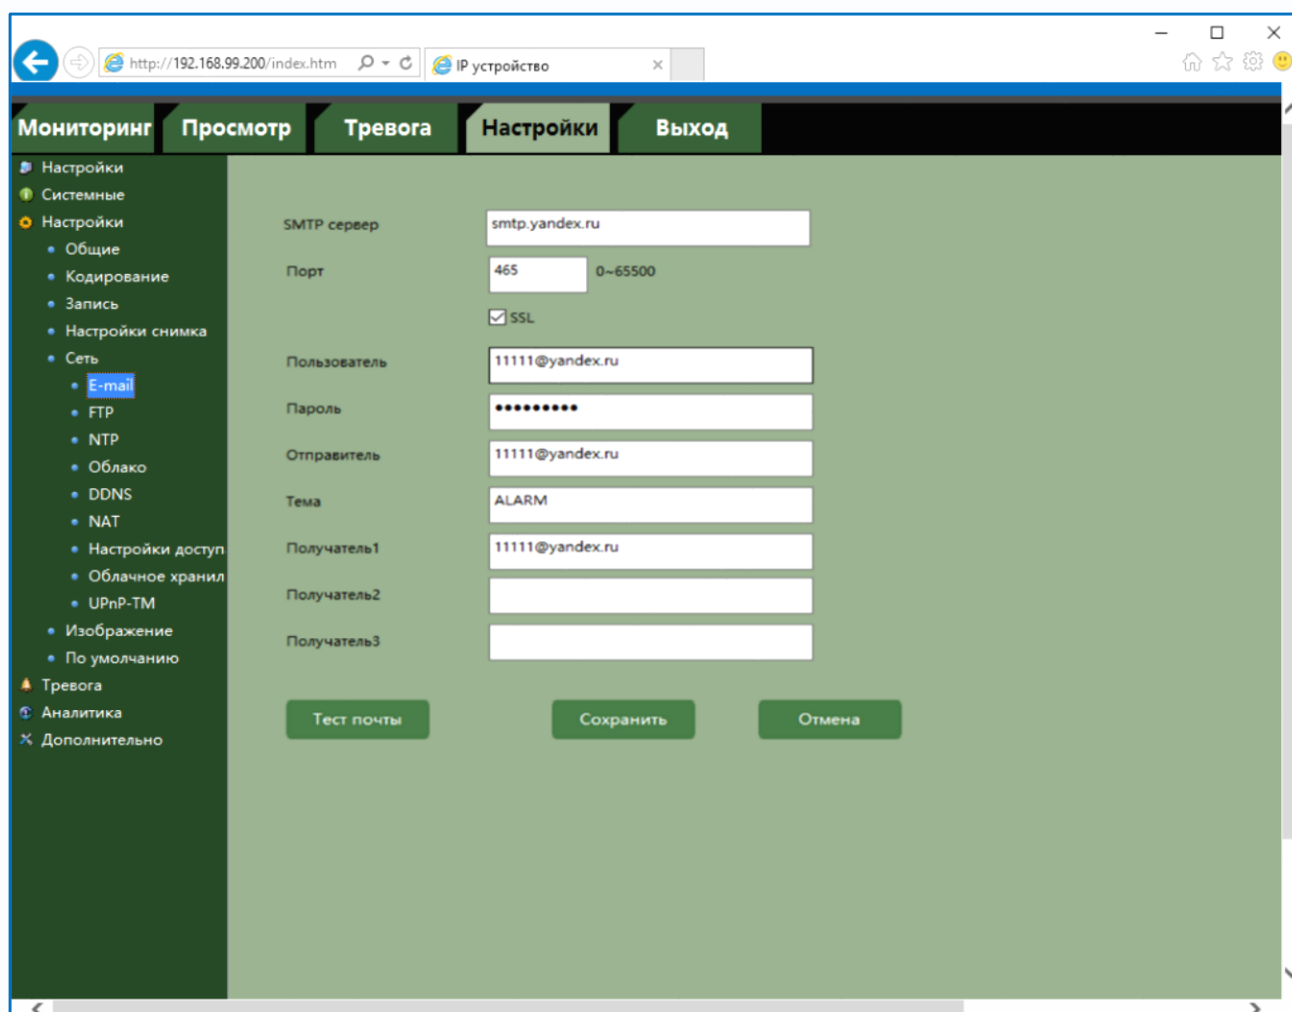 http://192.168.99.200/index.htm
IP устройство
Мониторинг Просмотр Тревога Настройки Выход
Настройки
Системные
Настройки
Общие
Кодирование
Запись
Настройки снимка
Сеть
E-mail
FTP
NTP
Облако
DDNS
NAT
Настройки доступ
Облачное хранил
UPnP-TM
Изображение
По умолчанию
Тревога
Аналитика
Дополнительно
SMTP сервер smtp.yandex.ru
Порт 465 0~65500
SSL
Пользователь 11111@yandex.ru
Пароль •••••••••
Отправитель 11111@yandex.ru
Тема ALARM
Получатель1 11111@yandex.ru
Получатель2
Получатель3
Тест почты Сохранить Отмена